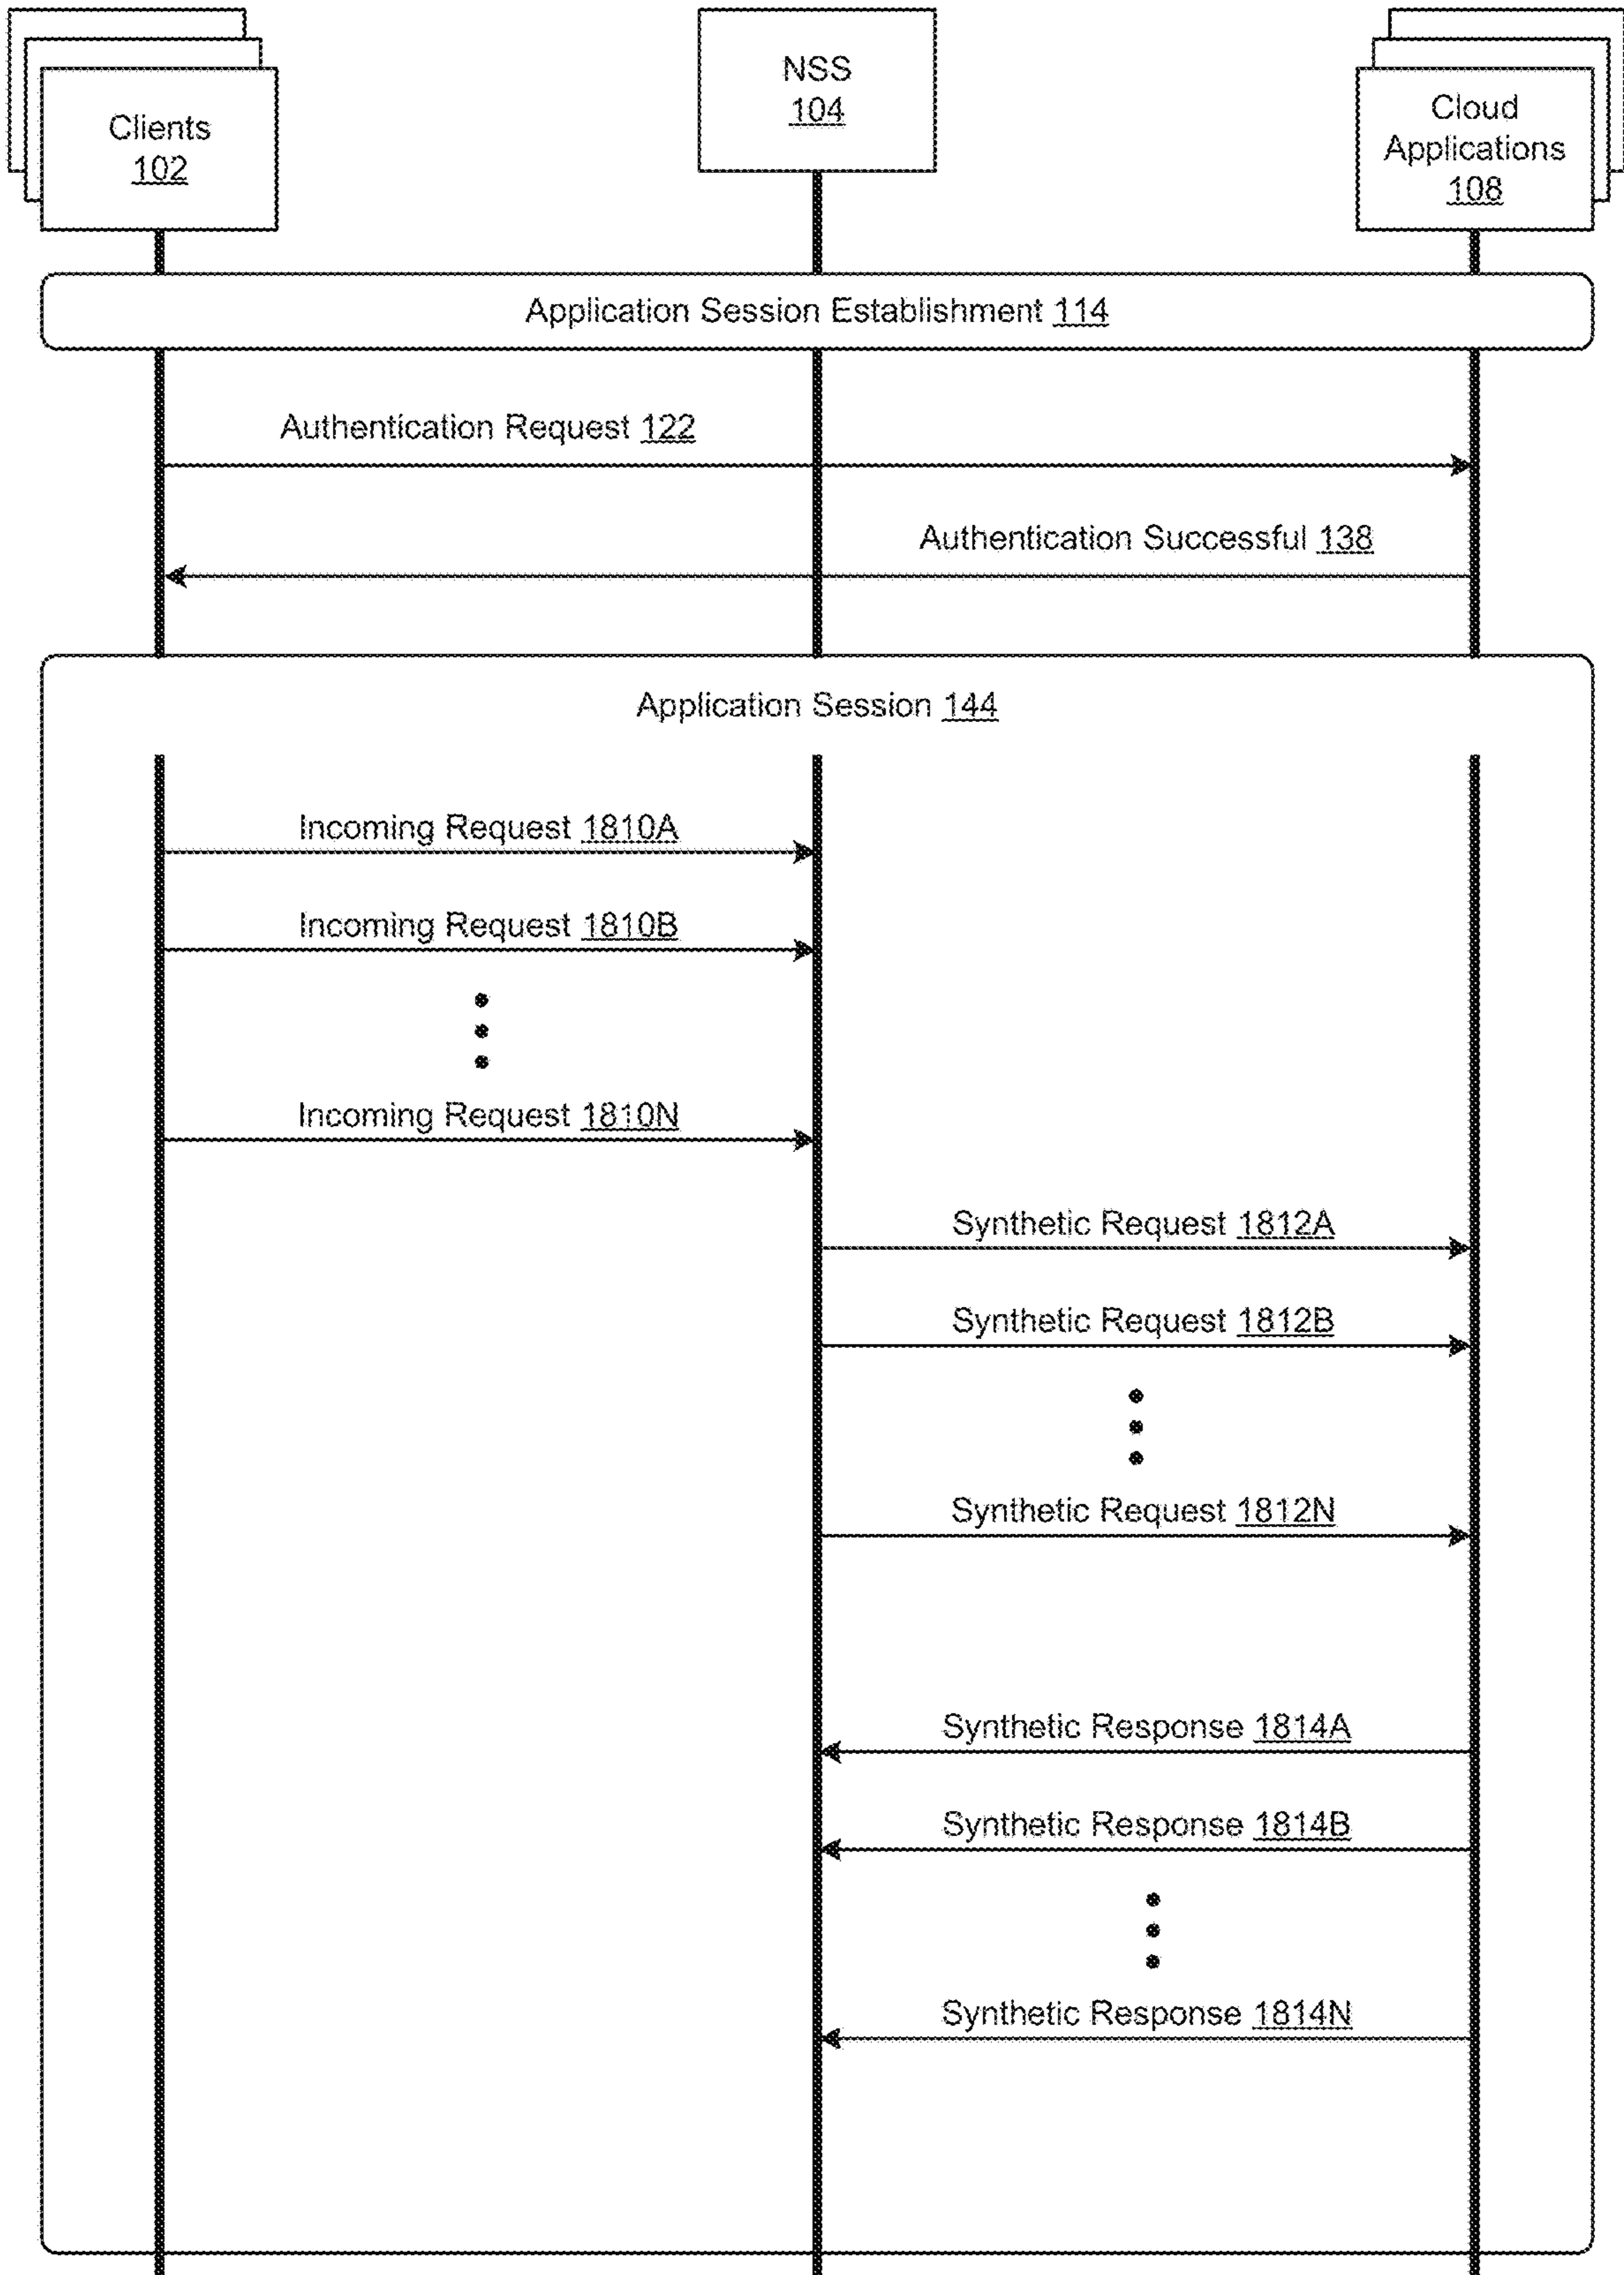 Clients
102
NSS
104
Cloud
Applications
108
Application Session Establishment 114
Authentication Request 122
Authentication Successful 138
Application Session 144
Incoming Request 1810A
Incoming Request 1810B
Incoming Request 1810N
Synthetic Request 1812A
Synthetic Request 1812B
Synthetic Request 1812N
Synthetic Response 1814A
Synthetic Response 1814B
Synthetic Response 1814N